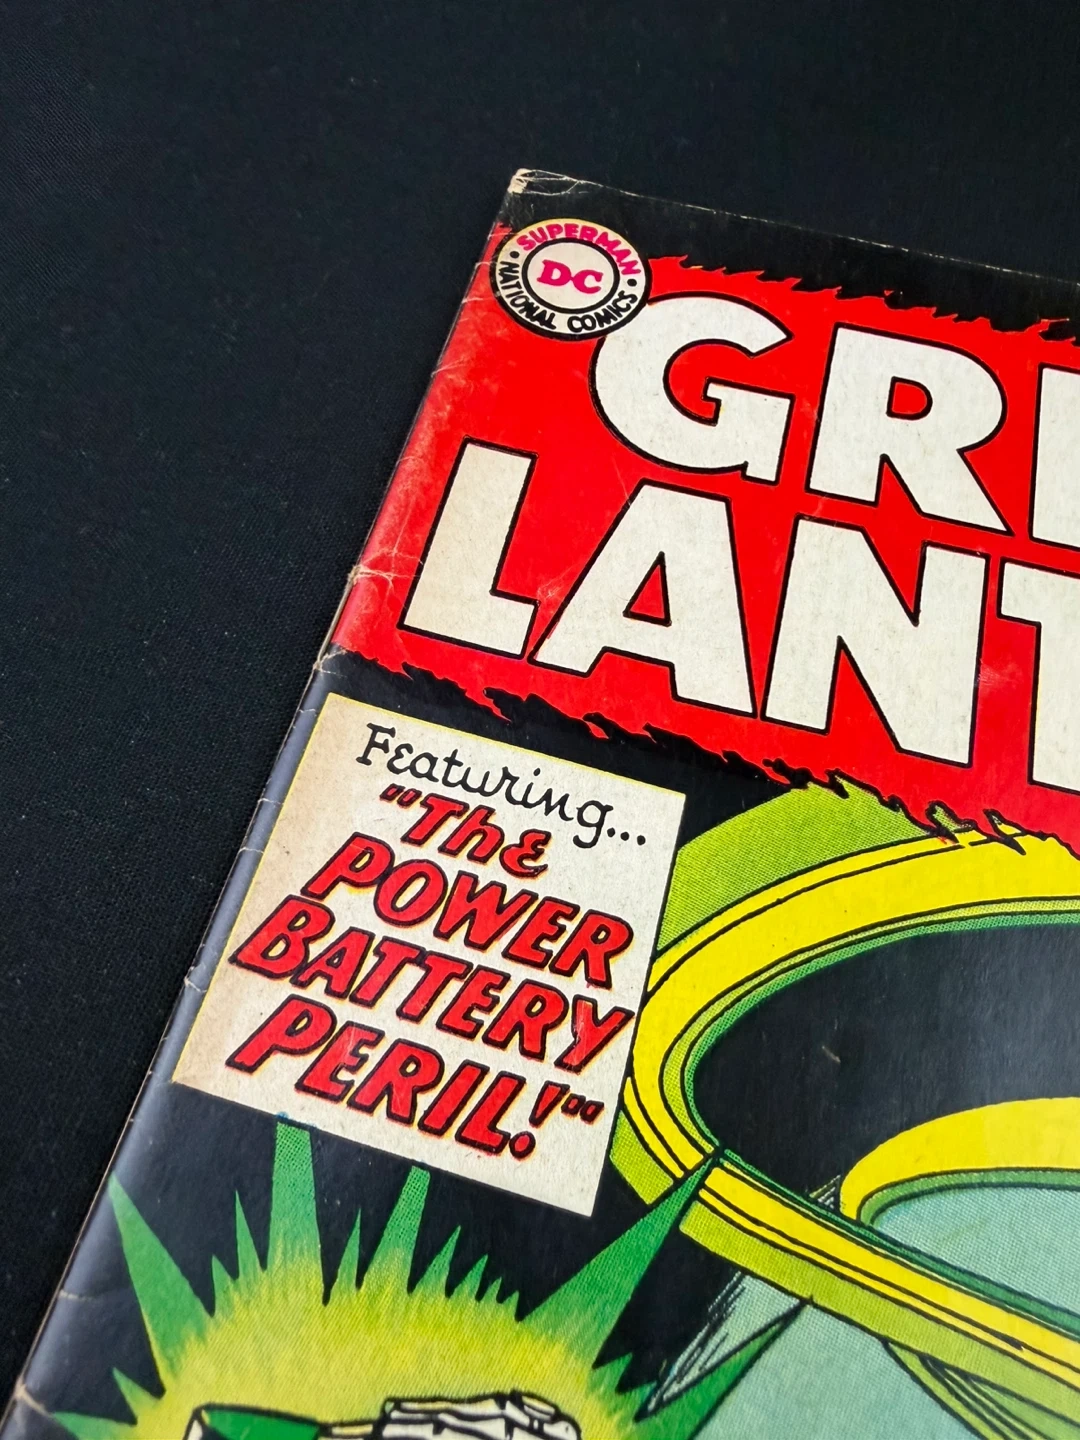 SUPERMAN
DC
NATIONAL COMICS
GR
LANT
Featuring...
"The
POWER
BATTERY
PERIL!"